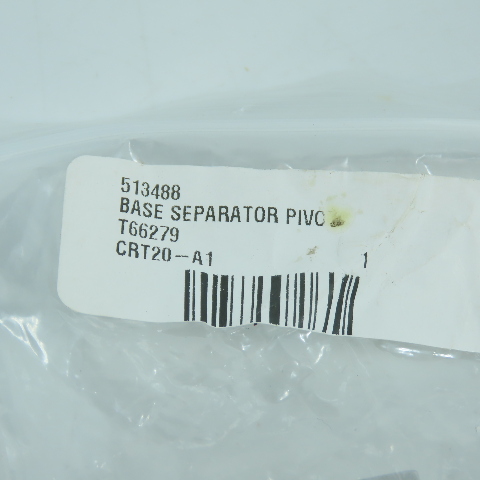 513488
BASE SEPARATOR PIVO
T66279
CRT20-A1 1